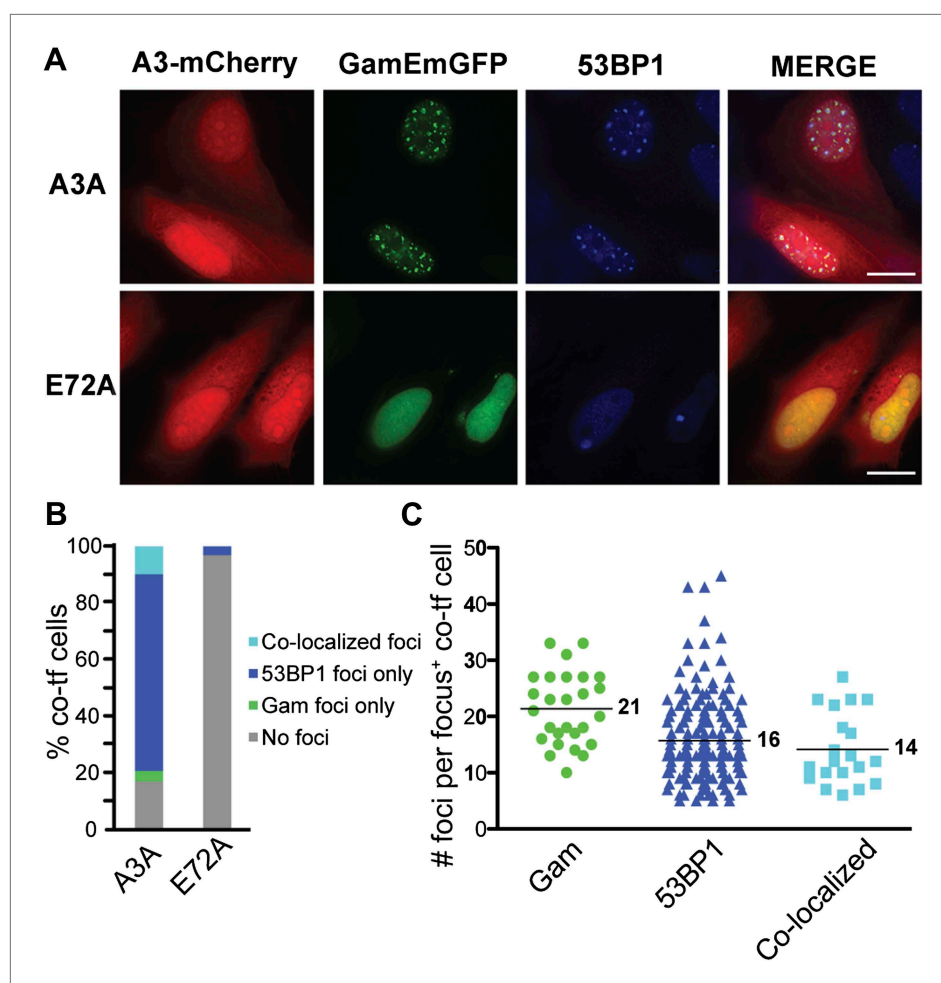 A
A3-mCherry GamEmGFP 53BP1 MERGE
A3A
E72A
B
100
80
60
40
20
0
% co-tf cells
A3A
E72A
Co-localized foci
53BP1 foci only
Gam foci only
No foci
C
50
40
30
20
10
0
# foci per focus⁺ co-tf cell
21
16
14
Gam
53BP1
Co-localized